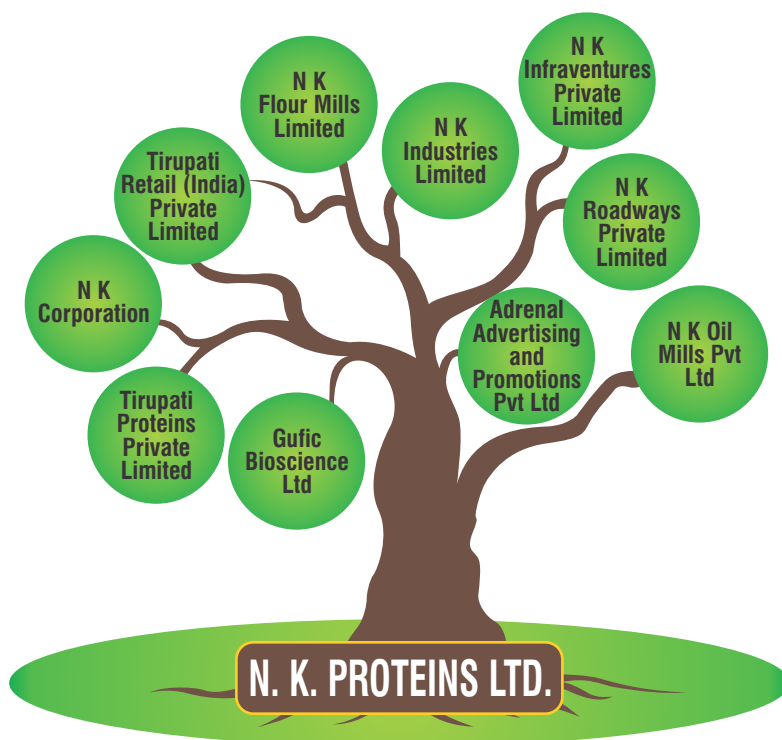 N K
Infraventures
Private
Limited
N K
Flour Mills
Limited
N K
Industries
Limited
Tirupati
Retail (India)
Private
Limited
N K
Roadways
Private
Limited
N K
Corporation
Adrenal
Advertising
and
Promotions
Pvt Ltd
N K Oil
Mills Pvt
Ltd
Tirupati
Proteins
Private
Limited
Gufic
Bioscience
Ltd
N. K. PROTEINS LTD.